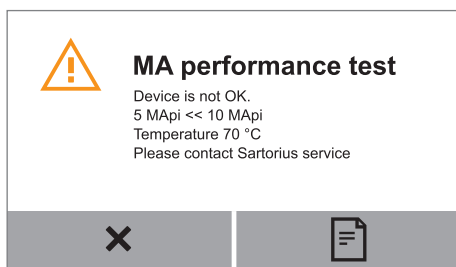 MA performance test
Device is not OK.
5 MApi << 10 MApi
Temperature 70 °C
Please contact Sartorius service